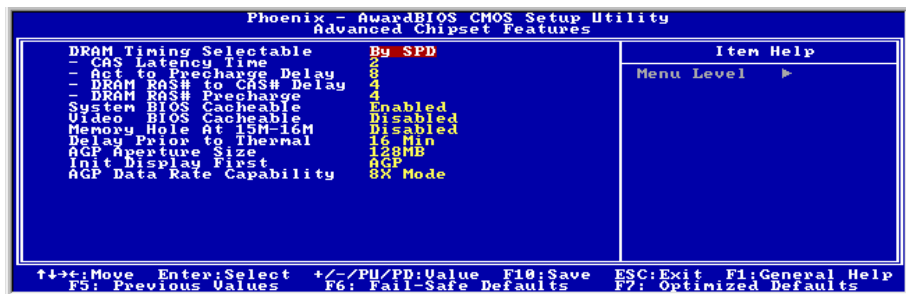 Phoenix - AwardBIOS CMOS Setup Utility
Advanced Chipset Features
DRAM Timing Selectable By SPD
- CAS Latency Time 2
- Act to Precharge Delay 8
- DRAM RAS# to CAS# Delay 4
- DRAM RAS# Precharge 4
System BIOS Cacheable Enabled
Video BIOS Cacheable Disabled
Memory Hole At 15M-16M Disabled
Delay Prior to Thermal 16 Min
AGP Aperture Size 128MB
Init Display First AGP
AGP Data Rate Capability 8X Mode
Item Help
Menu Level ►
↑↓→←:Move Enter:Select +/-/PU/PD:Value F10:Save ESC:Exit F1:General Help
F5: Previous Values F6: Fail-Safe Defaults F7: Optimized Defaults